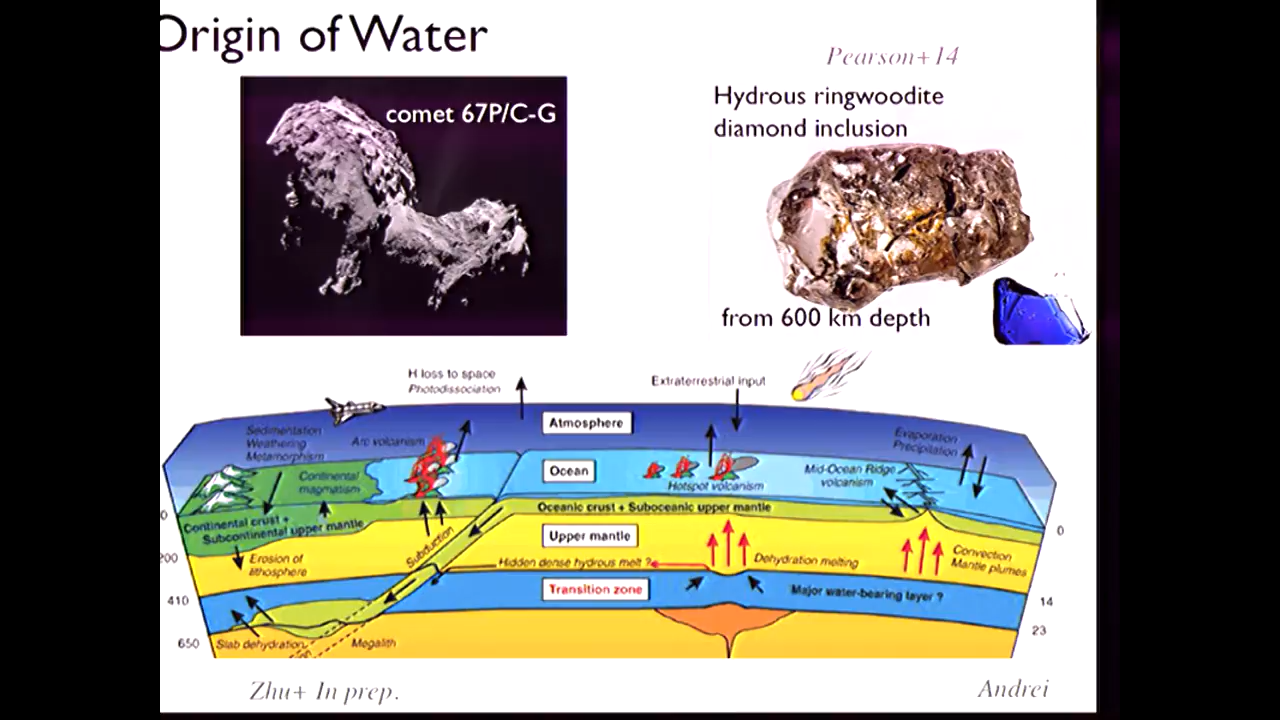 Origin of Water
Pearson+14
comet 67P/C-G
Hydrous ringwoodite
diamond inclusion
from 600 km depth
H loss to space
Photodissociation
Extraterrestrial input
Atmosphere
Sedimentation
Weathering
Metamorphism
Arc volcanism
Evaporation
Precipitation
Ocean
Continental
magmatism
Hotspot volcanism
Mid-Ocean Ridge
volcanism
Oceanic crust + Suboceanic upper mantle
0
Continental crust +
Subcontinental upper mantle
0
Upper mantle
Subduction
200
Erosion of
lithosphere
Hidden dense hydrous melt ?
Dehydration melting
Convection
Mantle plumes
Transition zone
Major water-bearing layer ?
410
14
650
Slab dehydration
Megalith
23
Zhu+ In prep.
Andrei